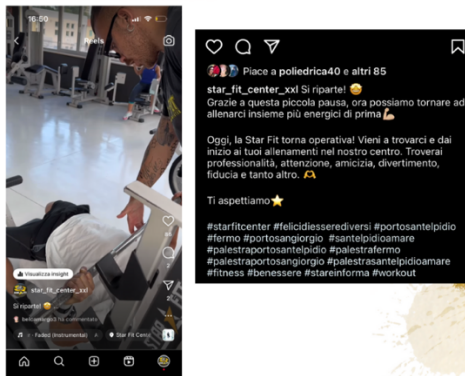 16:50
Reels
Visualizza insight
star_fit_center_xxl
Si riparte! 🤩
ha commentato
Faded (Instrumental)
Star Fit Cente
Piace a poliedrica40 e altri 85
star_fit_center_xxl Si riparte! 🤩
Grazie a questa piccola pausa, ora possiamo tornare ad
allenarci insieme più energici di prima💪🏼
Oggi, la Star Fit torna operativa! Vieni a trovarci e dai
inizio ai tuoi allenamenti nel nostro centro. Troverai
professionalità, attenzione, amicizia, divertimento,
fiducia e tanto altro. 🫶
Ti aspettiamo⭐
#starfitcenter #felicidiesserediversi #portosantelpidio
#fermo #portosangiorgio #santelpidioamare
#palestraportosantelpidio #palestrafermo
#palestraportosangiorgio #palestrasantelpidioamare
#fitness #benessere #stareinforma #workout